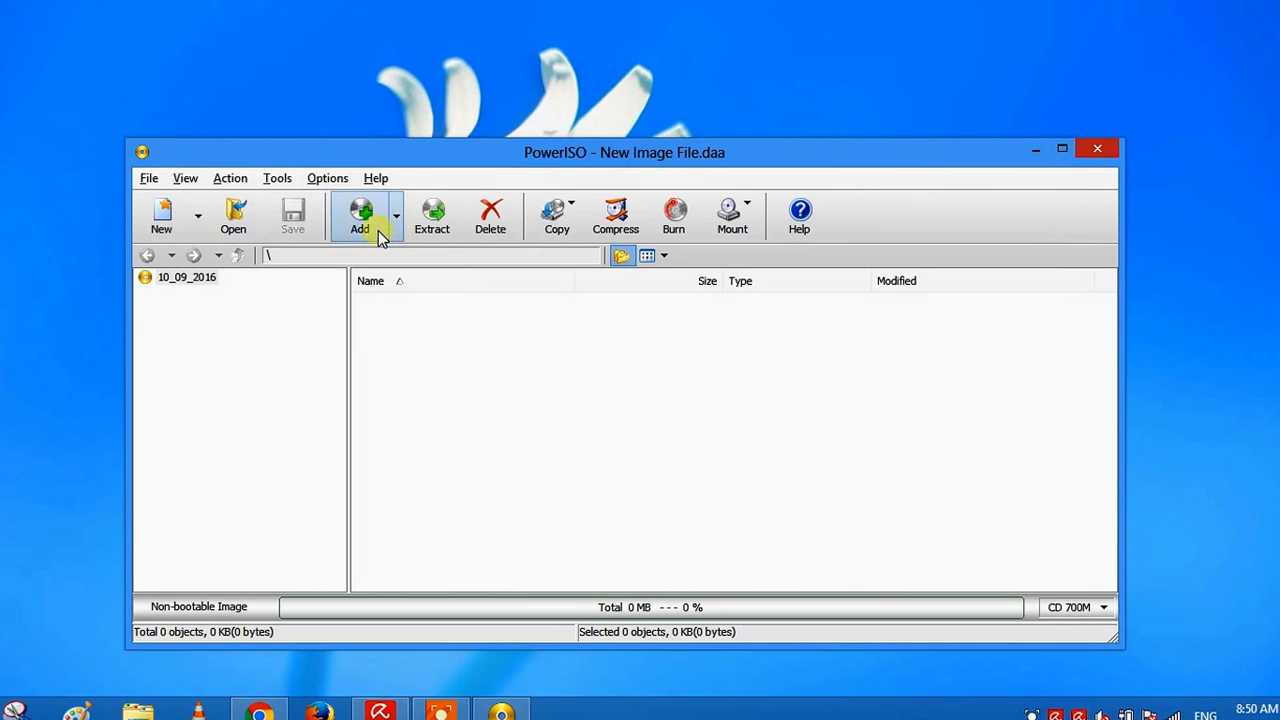 PowerISO - New Image File.daa
File View Action Tools Options Help
New Open Save Add Extract Delete Copy Compress Burn Mount Help
\
10_09_2016
Name Size Type Modified
Non-bootable Image Total 0 MB --- 0 % CD 700M
Total 0 objects, 0 KB(0 bytes) Selected 0 objects, 0 KB(0 bytes)
ENG 8:50 AM